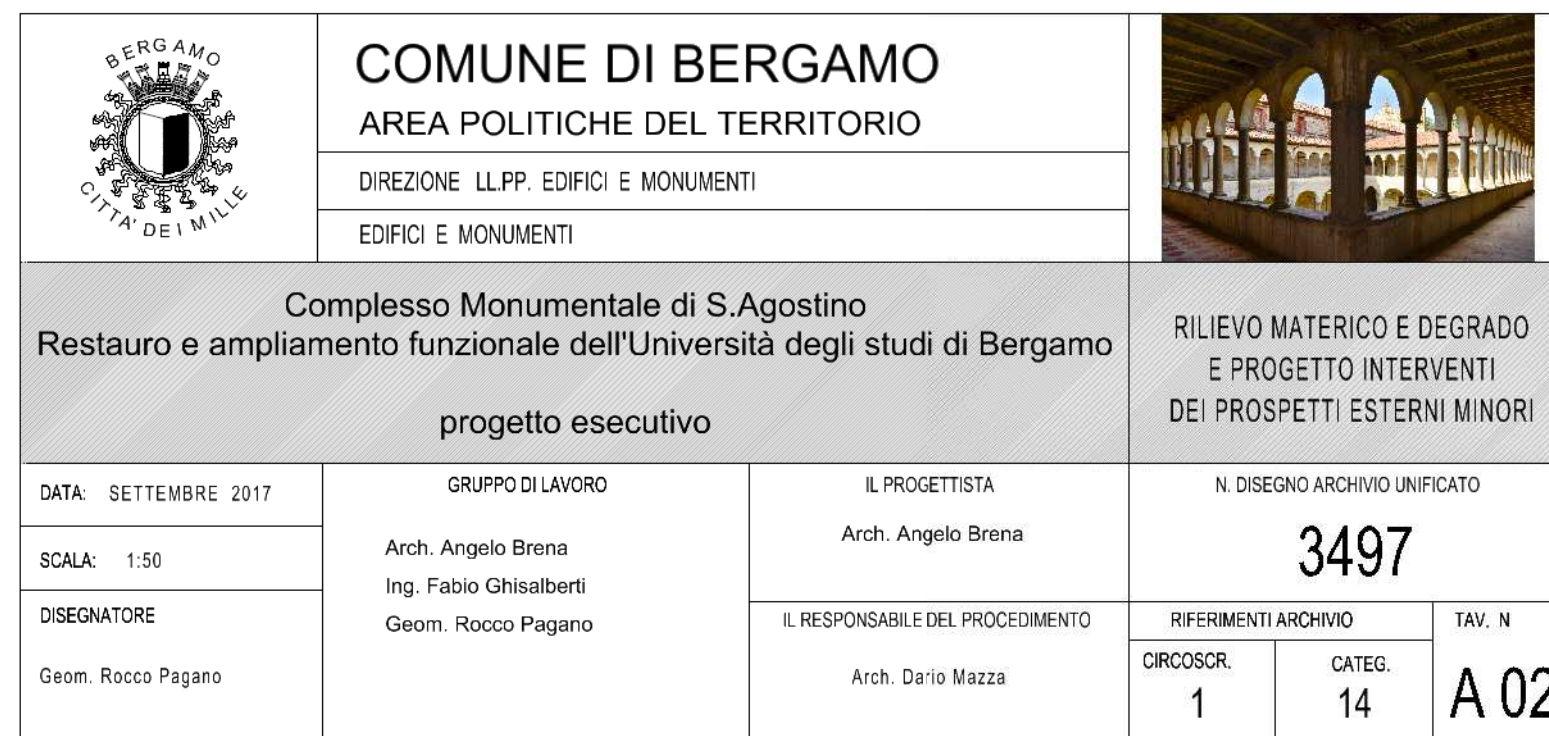 BERGAMO
CITTA' DEI MILLE
COMUNE DI BERGAMO
AREA POLITICHE DEL TERRITORIO
DIREZIONE LL.PP. EDIFICI E MONUMENTI
EDIFICI E MONUMENTI
Complesso Monumentale di S.Agostino
Restauro e ampliamento funzionale dell'Università degli studi di Bergamo
progetto esecutivo
RILIEVO MATERICO E DEGRADO
E PROGETTO INTERVENTI
DEI PROSPETTI ESTERNI MINORI
DATA: SETTEMBRE 2017
SCALA: 1:50
DISEGNATORE
Geom. Rocco Pagano
GRUPPO DI LAVORO
Arch. Angelo Brena
Ing. Fabio Ghisalberti
Geom. Rocco Pagano
IL PROGETTISTA
Arch. Angelo Brena
IL RESPONSABILE DEL PROCEDIMENTO
Arch. Dario Mazza
N. DISEGNO ARCHIVIO UNIFICATO
3497
RIFERIMENTI ARCHIVIO
CIRCOSCR.
1
CATEG.
14
TAV. N
A 02